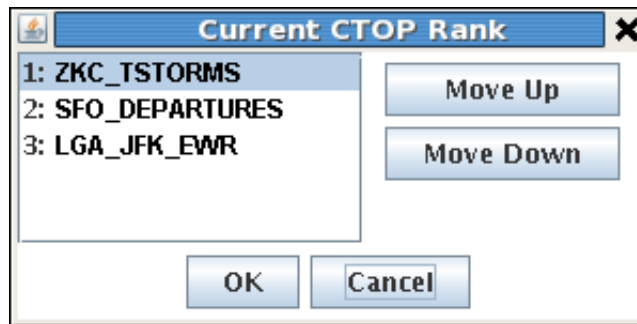 Current CTOP Rank
1: ZKC_TSTORMS
2: SFO_DEPARTURES
3: LGA_JFK_EWR
Move Up
Move Down
OK
Cancel